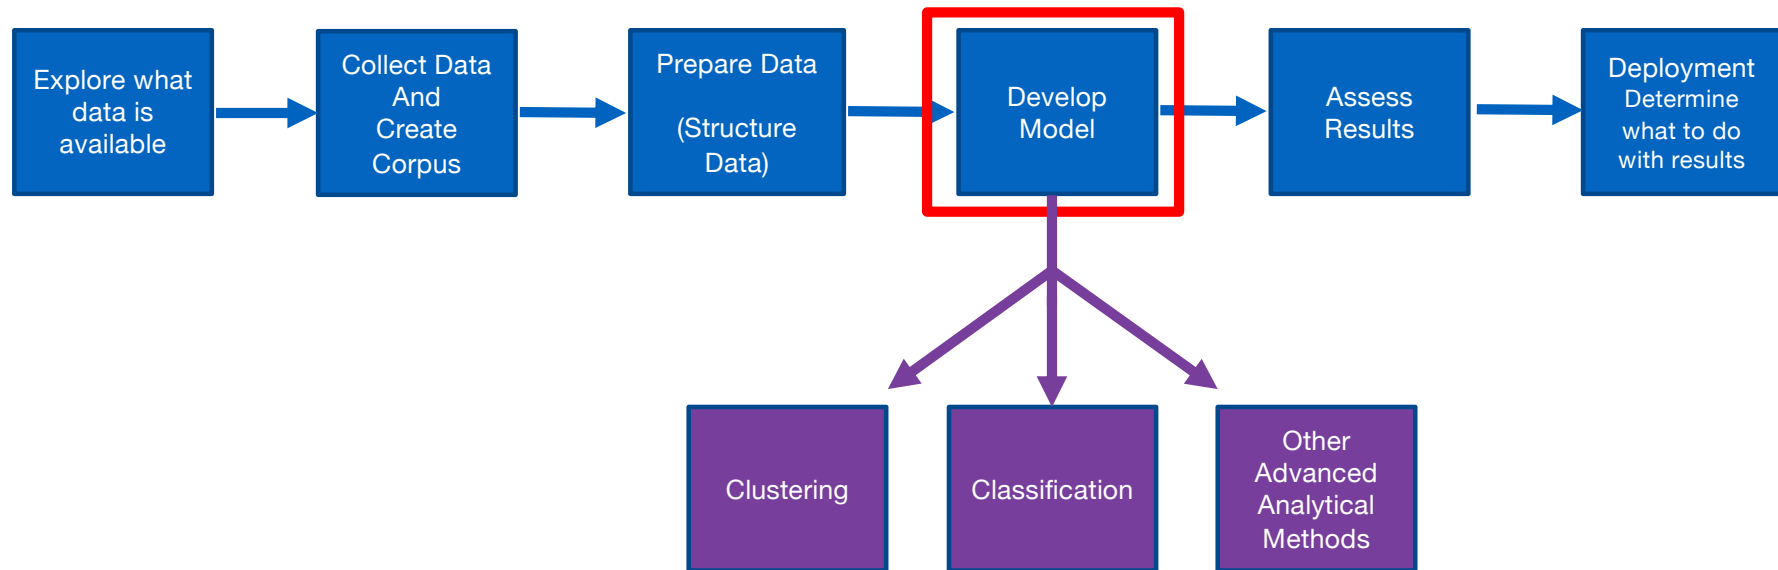 Explore what
data is
available
Collect Data
And
Create
Corpus
Prepare Data
(Structure
Data)
Develop
Model
Assess
Results
Deployment
Determine
what to do
with results
Clustering
Classification
Other
Advanced
Analytical
Methods